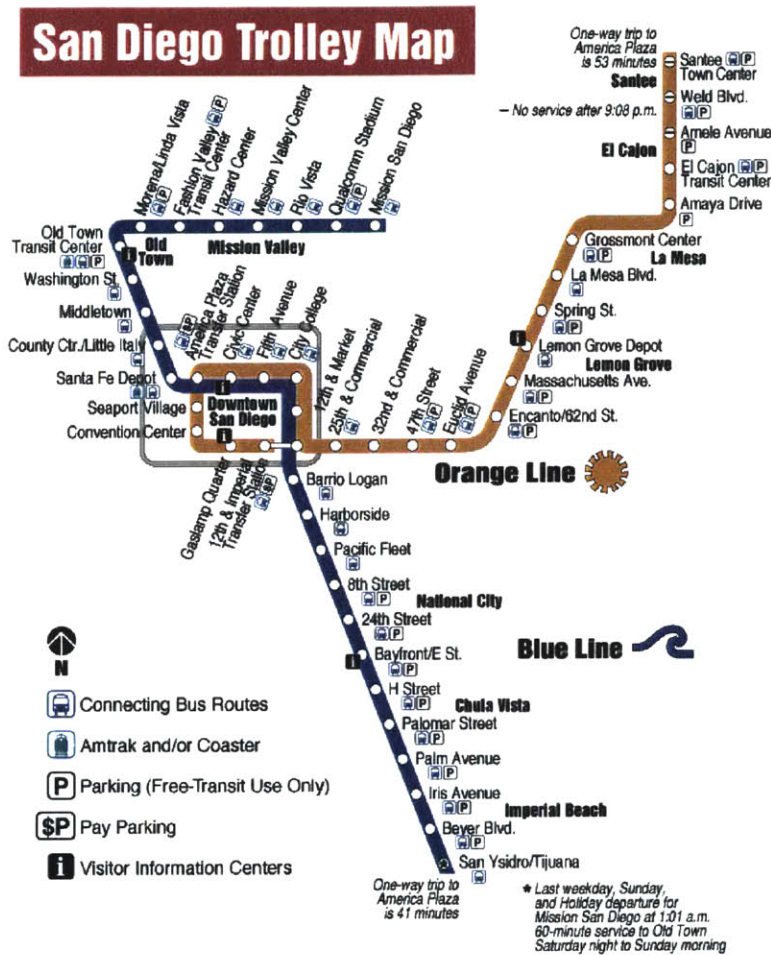 San Diego Trolley Map
One-way trip to
America Plaza
is 53 minutes
Santee
Santee
Town Center
Weld Blvd.
– No service after 9:08 p.m.
Arnele Avenue
El Cajon
El Cajon
Transit Center
Amaya Drive
Grossmont Center
La Mesa
La Mesa Blvd.
Spring St.
Lemon Grove Depot
Lemon Grove
Massachusetts Ave.
Encanto/62nd St.
Morena/Linda Vista
Fashion Valley
Transit Center
Hazard Center
Mission Valley Center
Rio Vista
Qualcomm Stadium
Mission San Diego
Old Town
Transit Center
Old
Town
Mission Valley
Washington St.
Middletown
County Ctr./Little Italy
Santa Fe Depot
Seaport Village
Convention Center
America Plaza
Transfer Station
Civic Center
Fifth Avenue
City
College
Downtown
San Diego
12th & Market
25th & Commercial
32nd & Commercial
47th Street
Euclid Avenue
Gaslamp Quarter
12th & Imperial
Transfer Station
Orange Line
Barrio Logan
Harborside
Pacific Fleet
8th Street
National City
24th Street
Bayfront/E St.
Blue Line
H Street
Chula Vista
Palomar Street
Palm Avenue
Iris Avenue
Imperial Beach
Beyer Blvd.
San Ysidro/Tijuana
One-way trip to
America Plaza
is 41 minutes
* Last weekday, Sunday,
and Holiday departure for
Mission San Diego at 1:01 a.m.
60-minute service to Old Town
Saturday night to Sunday morning
N
Connecting Bus Routes
Amtrak and/or Coaster
P Parking (Free-Transit Use Only)
$P Pay Parking
i Visitor Information Centers